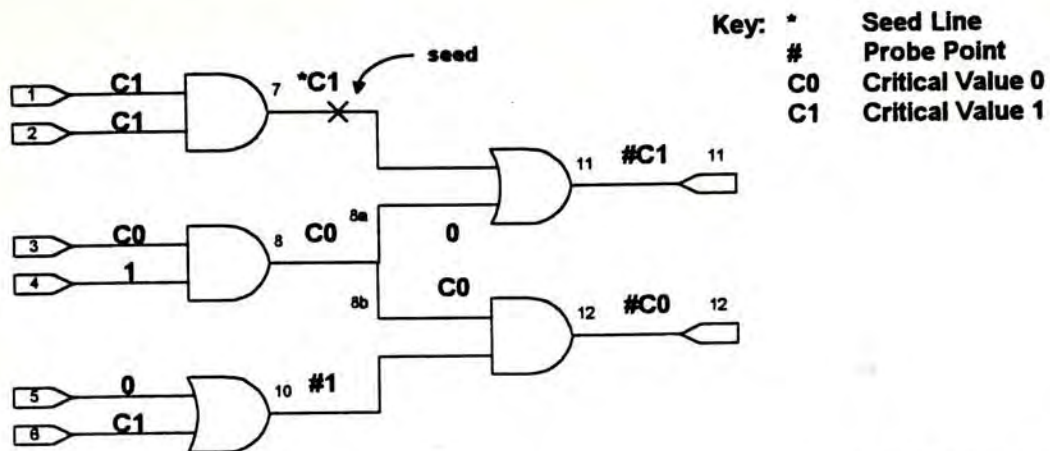 Key: * Seed Line
# Probe Point
C0 Critical Value 0
C1 Critical Value 1
seed
1 C1 7 *C1
2 C1
11 #C1 11
8a
3 C0 8 C0 0
4 1
C0
8b
12 #C0 12
5 0 10 #1
6 C1